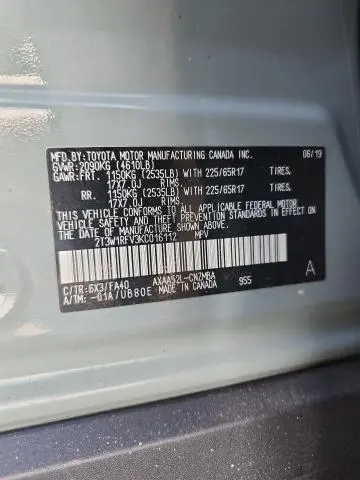 MFD.BY:TOYOTA MOTOR MANUFACTURING CANADA INC. 06/19
GVWR:2090KG (4610LB)
GAWR:FRT. 1150KG (2535LB) WITH 225/65R17 TIRES,
17X7.0J RIMS,
RR. 1150KG (2535LB) WITH 225/65R17 TIRES,
17X7.0J RIMS,
THIS VEHICLE CONFORMS TO ALL APPLICABLE FEDERAL MOTOR
VEHICLE SAFETY AND THEFT PREVENTION STANDARDS IN EFFECT ON
THE DATE OF MANUFACTURE SHOWN ABOVE.
2T3W1RFV3KC016112 MPV
C/TR:6X3/FA40 AXAA52L-CNZMBA 955 A
A/TM: -01A/UB80E MADE IN CANADA